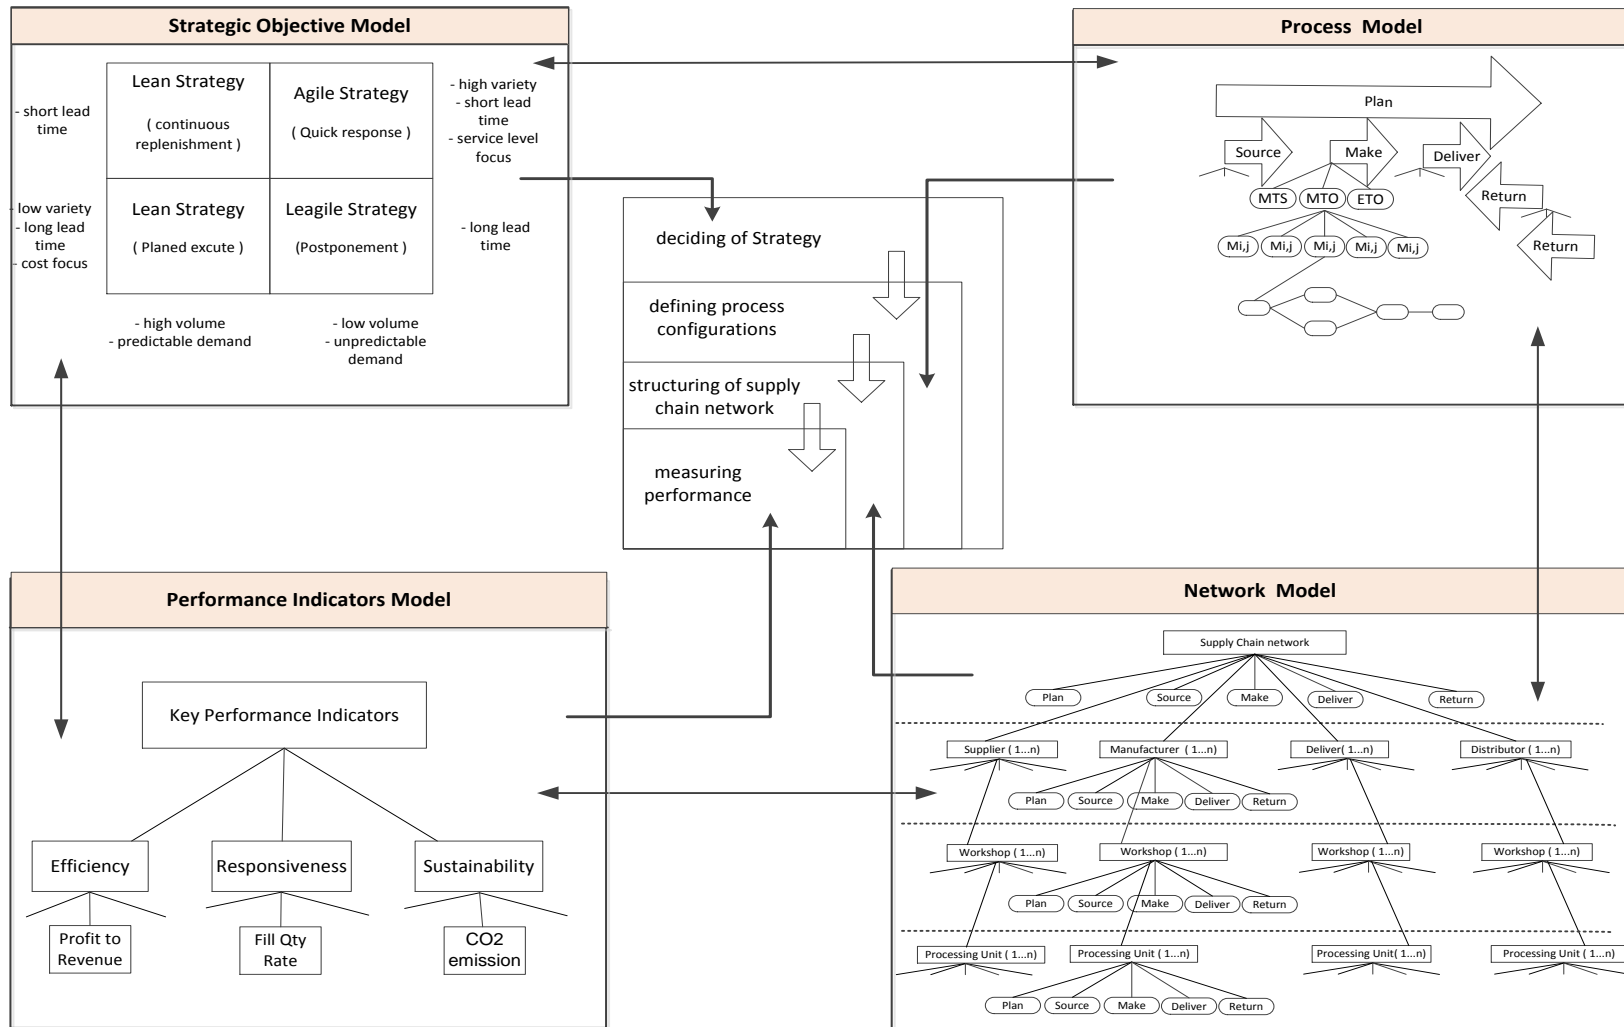 Strategic Objective Model
- short lead
time
Lean Strategy
( continuous
replenishment )
Agile Strategy
( Quick response )
- high variety
- short lead
time
- service level
focus
- low variety
- long lead
time
- cost focus
Lean Strategy
( Planed excute )
Leagile Strategy
(Postponement )
- long lead
time
- high volume
- predictable demand
- low volume
- unpredictable
demand
Process Model
Plan
Source
Make
Deliver
Return
Return
MTS
MTO
ETO
Mi,j
Mi,j
Mi,j
Mi,j
Mi,j
deciding of Strategy
defining process
configurations
structuring of supply
chain network
measuring
performance
Performance Indicators Model
Key Performance Indicators
Efficiency
Responsiveness
Sustainability
Profit to
Revenue
Fill Qty
Rate
CO2
emission
Network Model
Supply Chain network
Plan
Source
Make
Deliver
Return
Supplier ( 1...n)
Manufacturer ( 1...n)
Deliver( 1...n)
Distributor ( 1...n)
Plan
Source
Make
Deliver
Return
Workshop ( 1...n)
Workshop ( 1...n)
Workshop ( 1...n)
Workshop ( 1...n)
Plan
Source
Make
Deliver
Return
Processing Unit ( 1...n)
Processing Unit ( 1...n)
Processing Unit( 1...n)
Processing Unit ( 1...n)
Plan
Source
Make
Deliver
Return